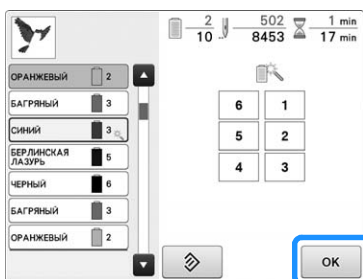 2
10
502
8453
1 min
17 min
ОРАНЖЕВЫЙ 2
БАГРЯНЫЙ 3
СИНИЙ 3
БЕРЛИНСКАЯ
ЛАЗУРЬ 5
ЧЕРНЫЙ 6
БАГРЯНЫЙ 3
ОРАНЖЕВЫЙ 2
6 1
5 2
4 3
OK